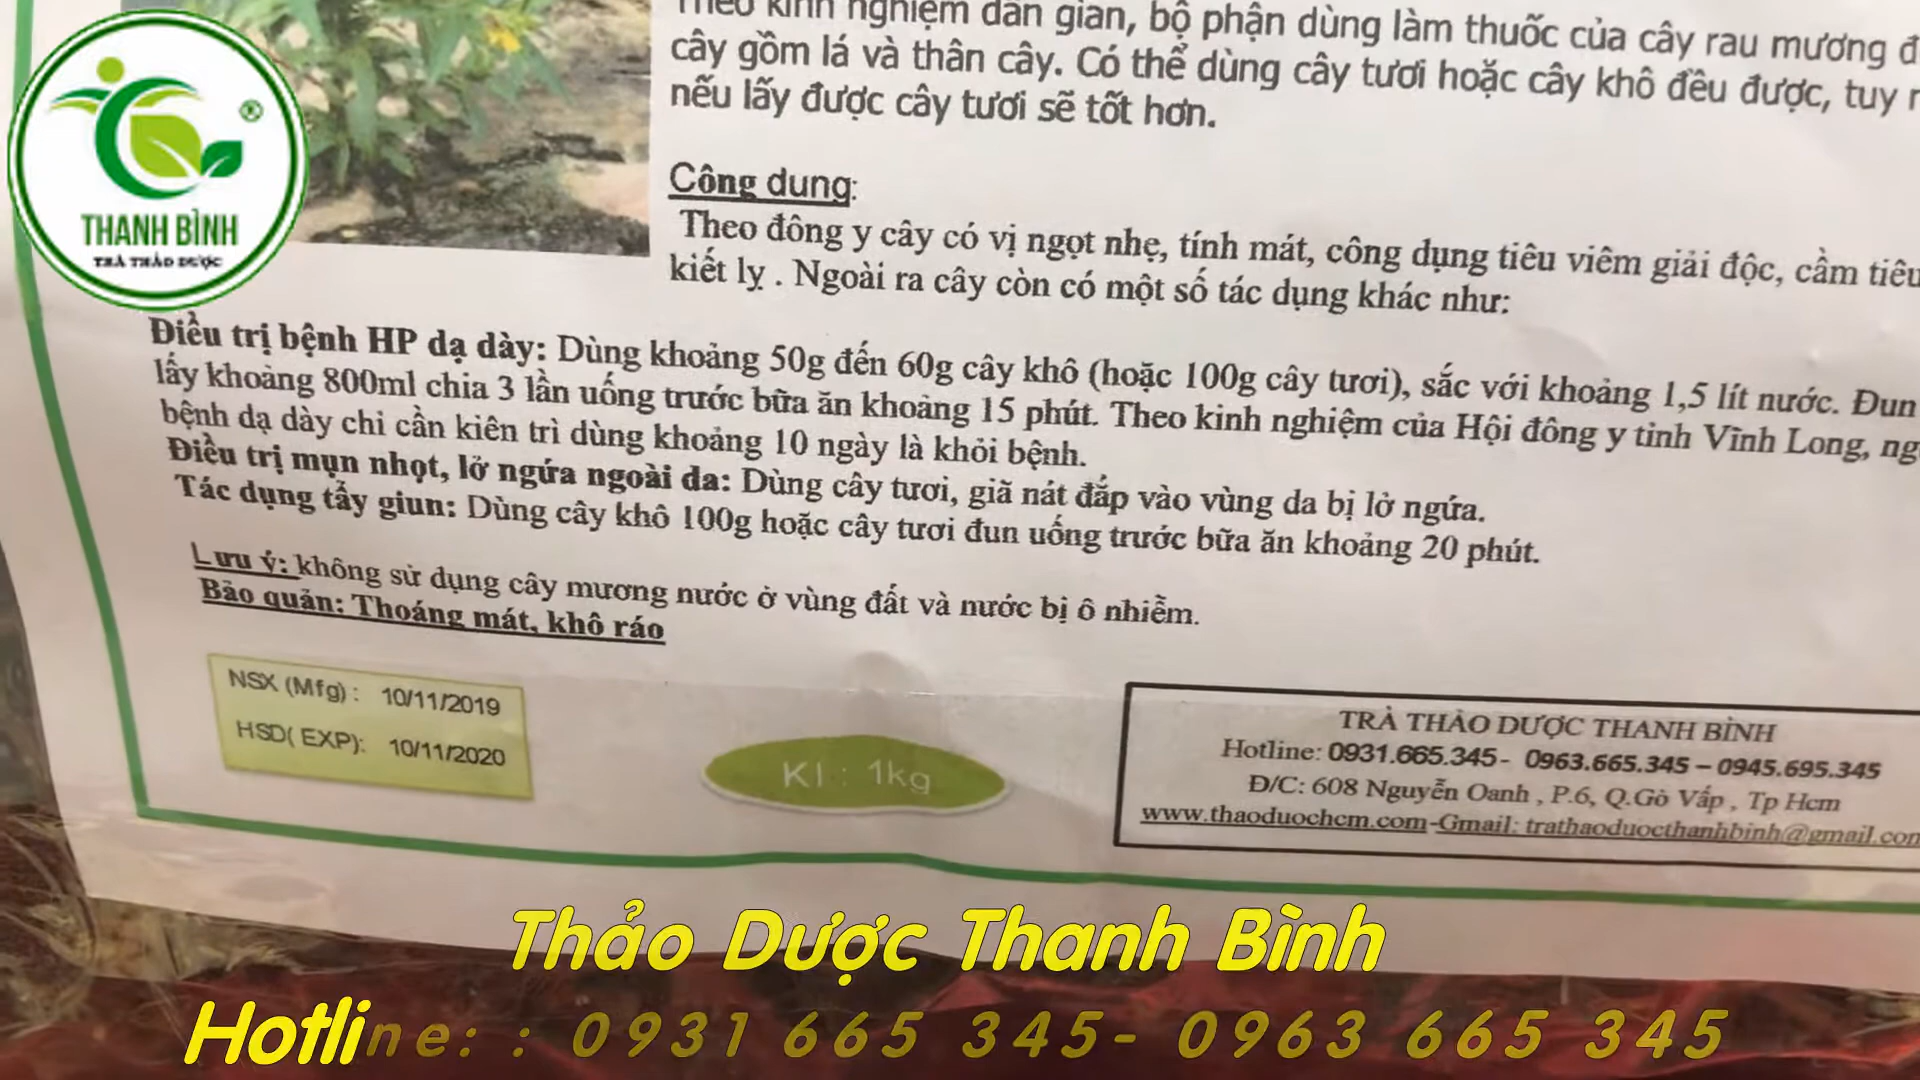 Theo kinh nghiệm dân gian, bộ phận dùng làm thuốc của cây rau mương
cây gồm lá và thân cây. Có thể dùng cây tươi hoặc cây khô đều được, tuy
nếu lấy được cây tươi sẽ tốt hơn.
®
THANH BÌNH
TRÀ THẢO DƯỢC
Công dung:
Theo đông y cây có vị ngọt nhẹ, tính mát, công dụng tiêu viêm giải độc, cầm tiêu
kiết lỵ . Ngoài ra cây còn có một số tác dụng khác như:
Điều trị bệnh HP dạ dày: Dùng khoảng 50g đến 60g cây khô (hoặc 100g cây tươi), sắc với khoảng 1,5 lít nước. Đun
lấy khoảng 800ml chia 3 lần uống trước bữa ăn khoảng 15 phút. Theo kinh nghiệm của Hội đông y tỉnh Vĩnh Long,
bệnh dạ dày chi cần kiên trì dùng khoảng 10 ngày là khỏi bệnh.
Điều trị mụn nhọt, lở ngứa ngoài da: Dùng cây tươi, giã nát đắp vào vùng da bị lở ngứa.
Tác dụng tẩy giun: Dùng cây khô 100g hoặc cây tươi đun uống trước bữa ăn khoảng 20 phút.
Lưu ý: không sử dụng cây mương nước ở vùng đất và nước bị ô nhiễm.
Bảo quản: Thoáng mát, khô ráo
NSX (Mfg) : 10/11/2019
HSD( EXP): 10/11/2020
Kl : 1kg
TRÀ THẢO DƯỢC THANH BÌNH
Hotline: 0931.665.345- 0963.665.345 – 0945.695.345
Đ/C: 608 Nguyễn Oanh , P.6, Q.Gò Vấp , Tp Hcm
www.thaoduochcm.com-Gmail: trathaoduocthanhbinh@gmail.com
Thảo Dược Thanh Bình
Hotline: : 0931 665 345- 0963 665 345